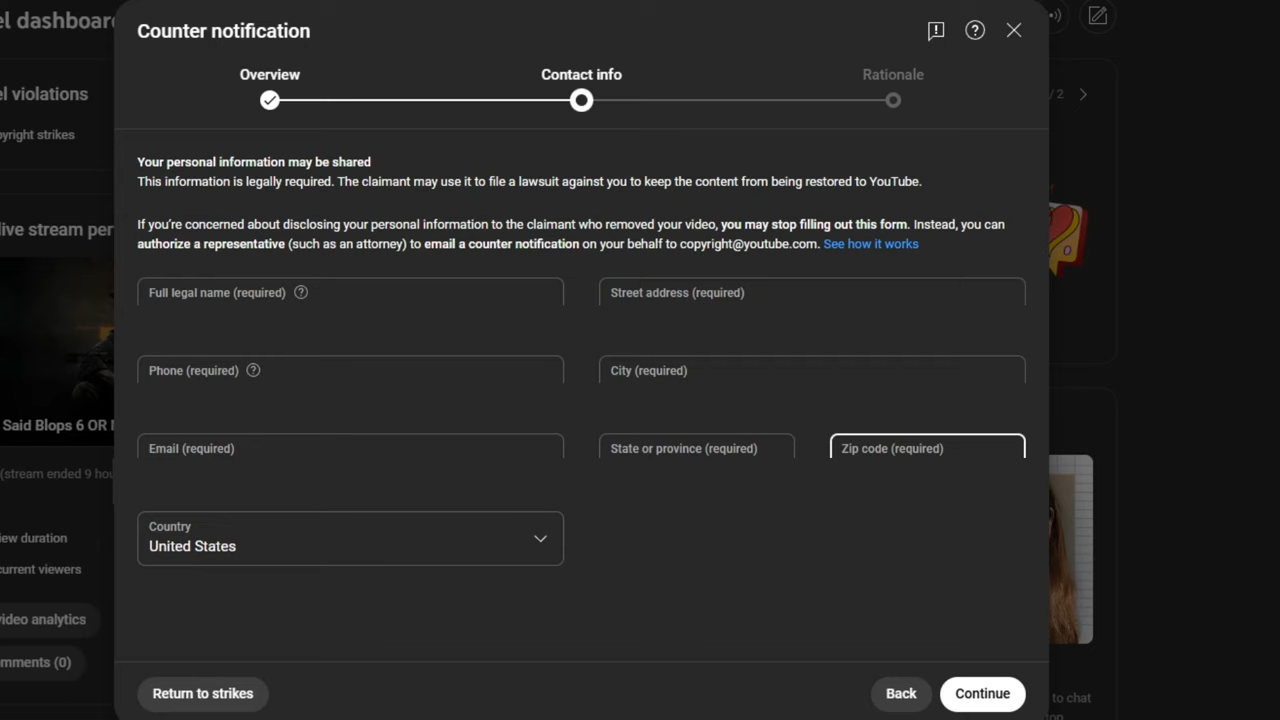 el dashboard
Counter notification
Overview
Contact info
Rationale
el violations
/ 2
pyright strikes
Your personal information may be shared
This information is legally required. The claimant may use it to file a lawsuit against you to keep the content from being restored to YouTube.
If you're concerned about disclosing your personal information to the claimant who removed your video, you may stop filling out this form. Instead, you can
authorize a representative (such as an attorney) to email a counter notification on your behalf to copyright@youtube.com. See how it works
live stream per
Full legal name (required)
Street address (required)
Phone (required)
City (required)
Said Blops 6 OR
Email (required)
State or province (required)
Zip code (required)
(stream ended 9 hou
Country
United States
iew duration
current viewers
video analytics
mments (0)
Return to strikes
Back
Continue
to chat